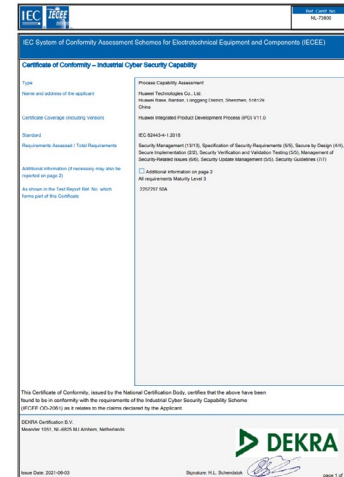 IEC IECEE
Ref. Certif. No.
NL-73800
IEC System of Conformity Assessment Schemes for Electrotechnical Equipment and Components (IECEE)
Certificate of Conformity – Industrial Cyber Security Capability
Type
Process Capability Assessment
Name and address of the applicant
Huawei Technologies Co., Ltd.
Huawei Base, Bantian, Longgang District, Shenzhen, 518129
China
Certificate Coverage (including Version)
Huawei Integrated Product Development Process (IPD) V11.0
Standard
IEC 62443-4-1:2018
Requirements Assessed / Total Requirements
Security Management (13/13), Specification of Security Requirements (5/5), Secure by Design (4/4),
Secure Implementation (2/2), Security Verification and Validation Testing (5/5), Management of
Security-Related Issues (6/6), Security Update Management (5/5), Security Guidelines (7/7)
Additional information (if necessary may also be
reported on page 2)
Additional Information on page 2
All requirements Maturity Level 3
As shown in the Test Report Ref. No. which
forms part of this Certificate
This Certificate of Conformity, issued by the National Certification Body, certifies that the above have been
found to be in conformity with the requirements of the Industrial Cyber Security Capability Scheme
(IECEE OD-2061) as it relates to the claims declared by the Applicant.
DEKRA Certification B.V.
Meander 1051, NL-6825 MJ Arnhem, Netherlands
DEKRA
Issue Date: 2021-09-03
Signature: H.L. Schendstok
page 1 of